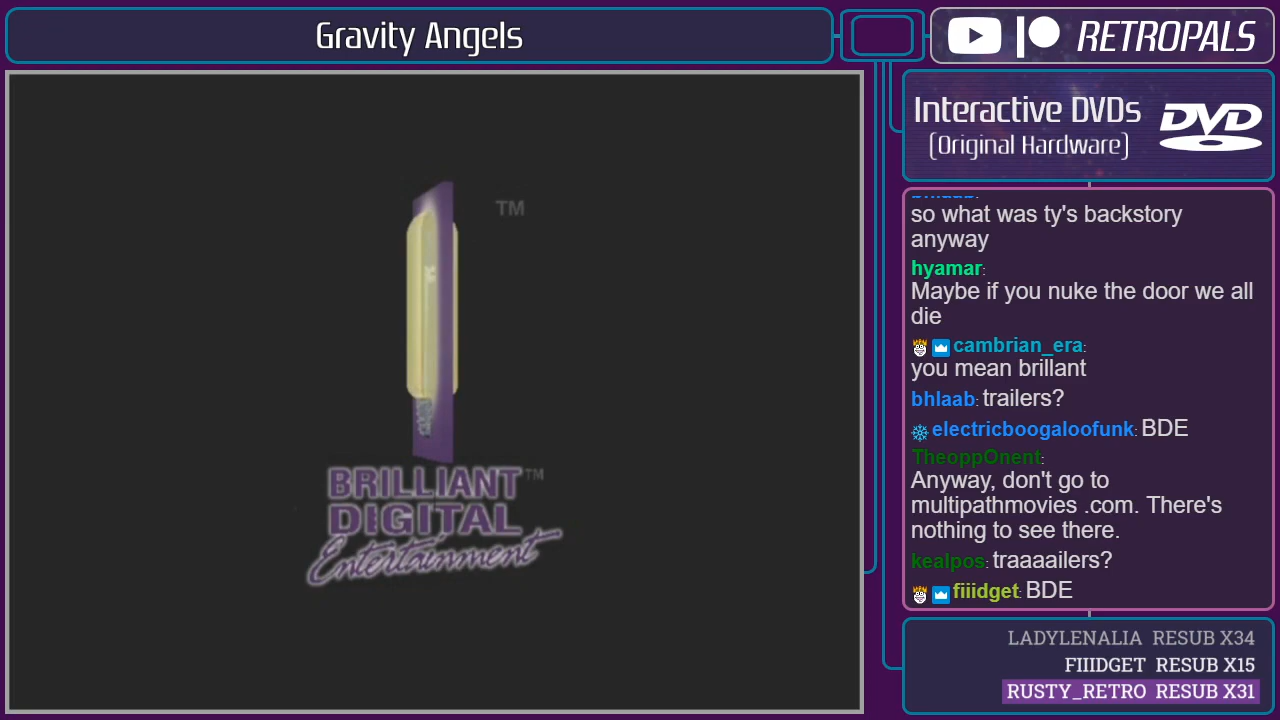 Gravity Angels
RETROPALS
Interactive DVDs
(Original Hardware)
DVD
TM
BRILLIANT TM
DIGITAL
Entertainment
so what was ty's backstory
anyway
hyamar:
Maybe if you nuke the door we all
die
cambrian_era:
you mean brillant
bhlaab: trailers?
electricboogaloofunk: BDE
TheoppOnent:
Anyway, don't go to
multipathmovies .com. There's
nothing to see there.
kealpos: traaaailers?
fiiidget: BDE
LADYLENALIA RESUB X34
FIIIDGET RESUB X15
RUSTY_RETRO RESUB X31